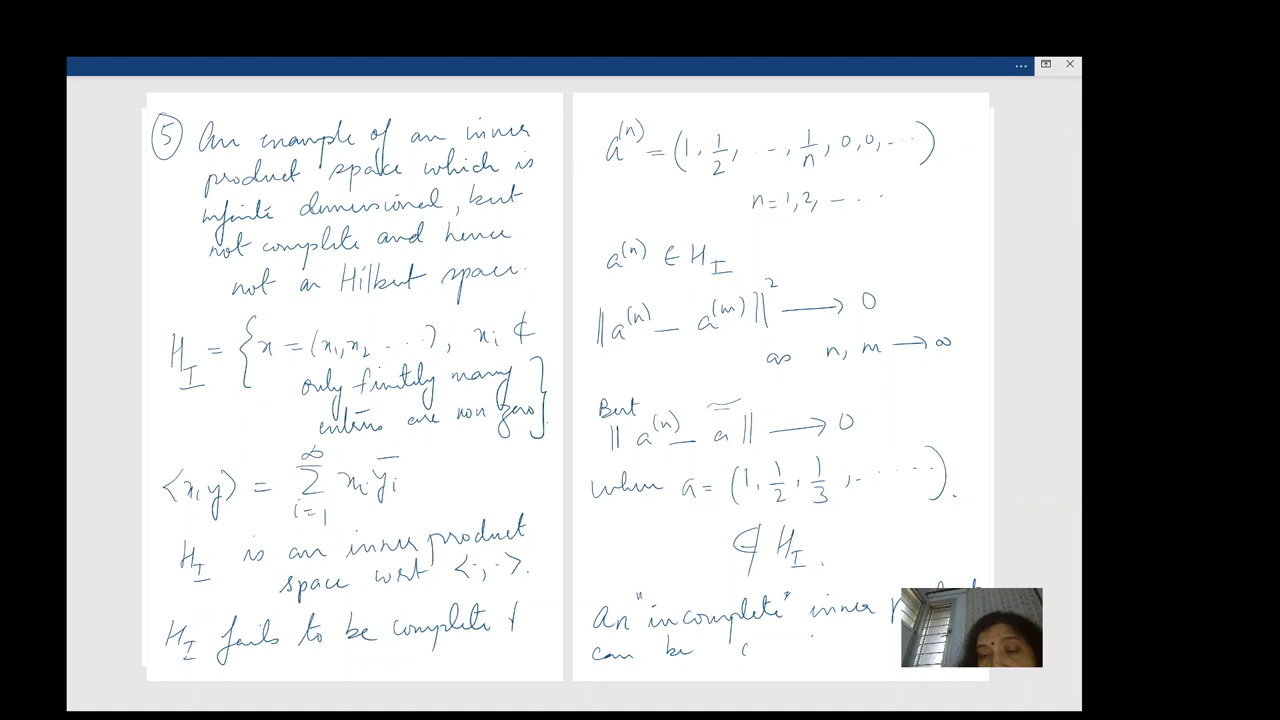 ⑤ An example of an inner
product space which is
infinite dimensional, but
not complete and hence
not an Hilbert space.
H_I = { x = (x₁, x₂ ...), x_i ∈ ℂ
only finitely many
entries are non zero }
⟨x, y⟩ = ∑_{i=1}^∞ x_i ȳ_i
H_I is an inner product
space wrt ⟨·, ·⟩.
H_I fails to be complete
a^(n) = (1, 1/2, ..., 1/n, 0, 0, ...)
n = 1, 2, ...
a^(n) ∈ H_I
‖a^(n) − a^(m)‖² ⟶ 0
as n, m ⟶ ∞
But
‖a^(n) − a‖ ⟶ 0
when a = (1, 1/2, 1/3, ......).
∉ H_I.
An "incomplete" inner
can be